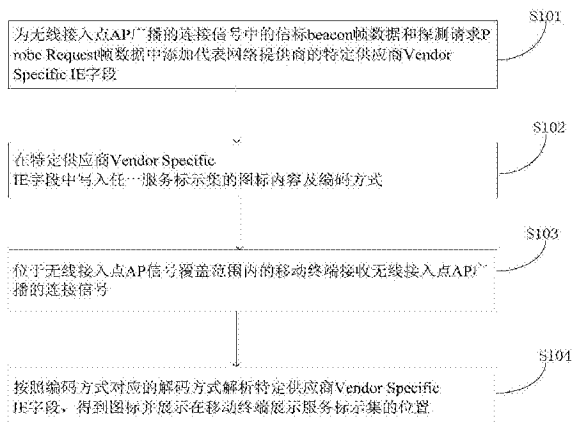 S101
为无线接入点AP广播的连接信号中的信标beacon帧数据和探测请求P
robe Request帧数据中添加代表网络提供商的特定供应商Vendor
Specific IE字段
S102
在特定供应商Vendor Specific
IE字段中写入任一服务标示集的图标内容及编码方式
S103
位于无线接入点AP信号覆盖范围内的移动终端接收无线接入点AP广
播的连接信号
S104
按照编码方式对应的解码方式解析特定供应商Vendor Specific
IE字段，得到图标并展示在移动终端展示服务标示集的位置